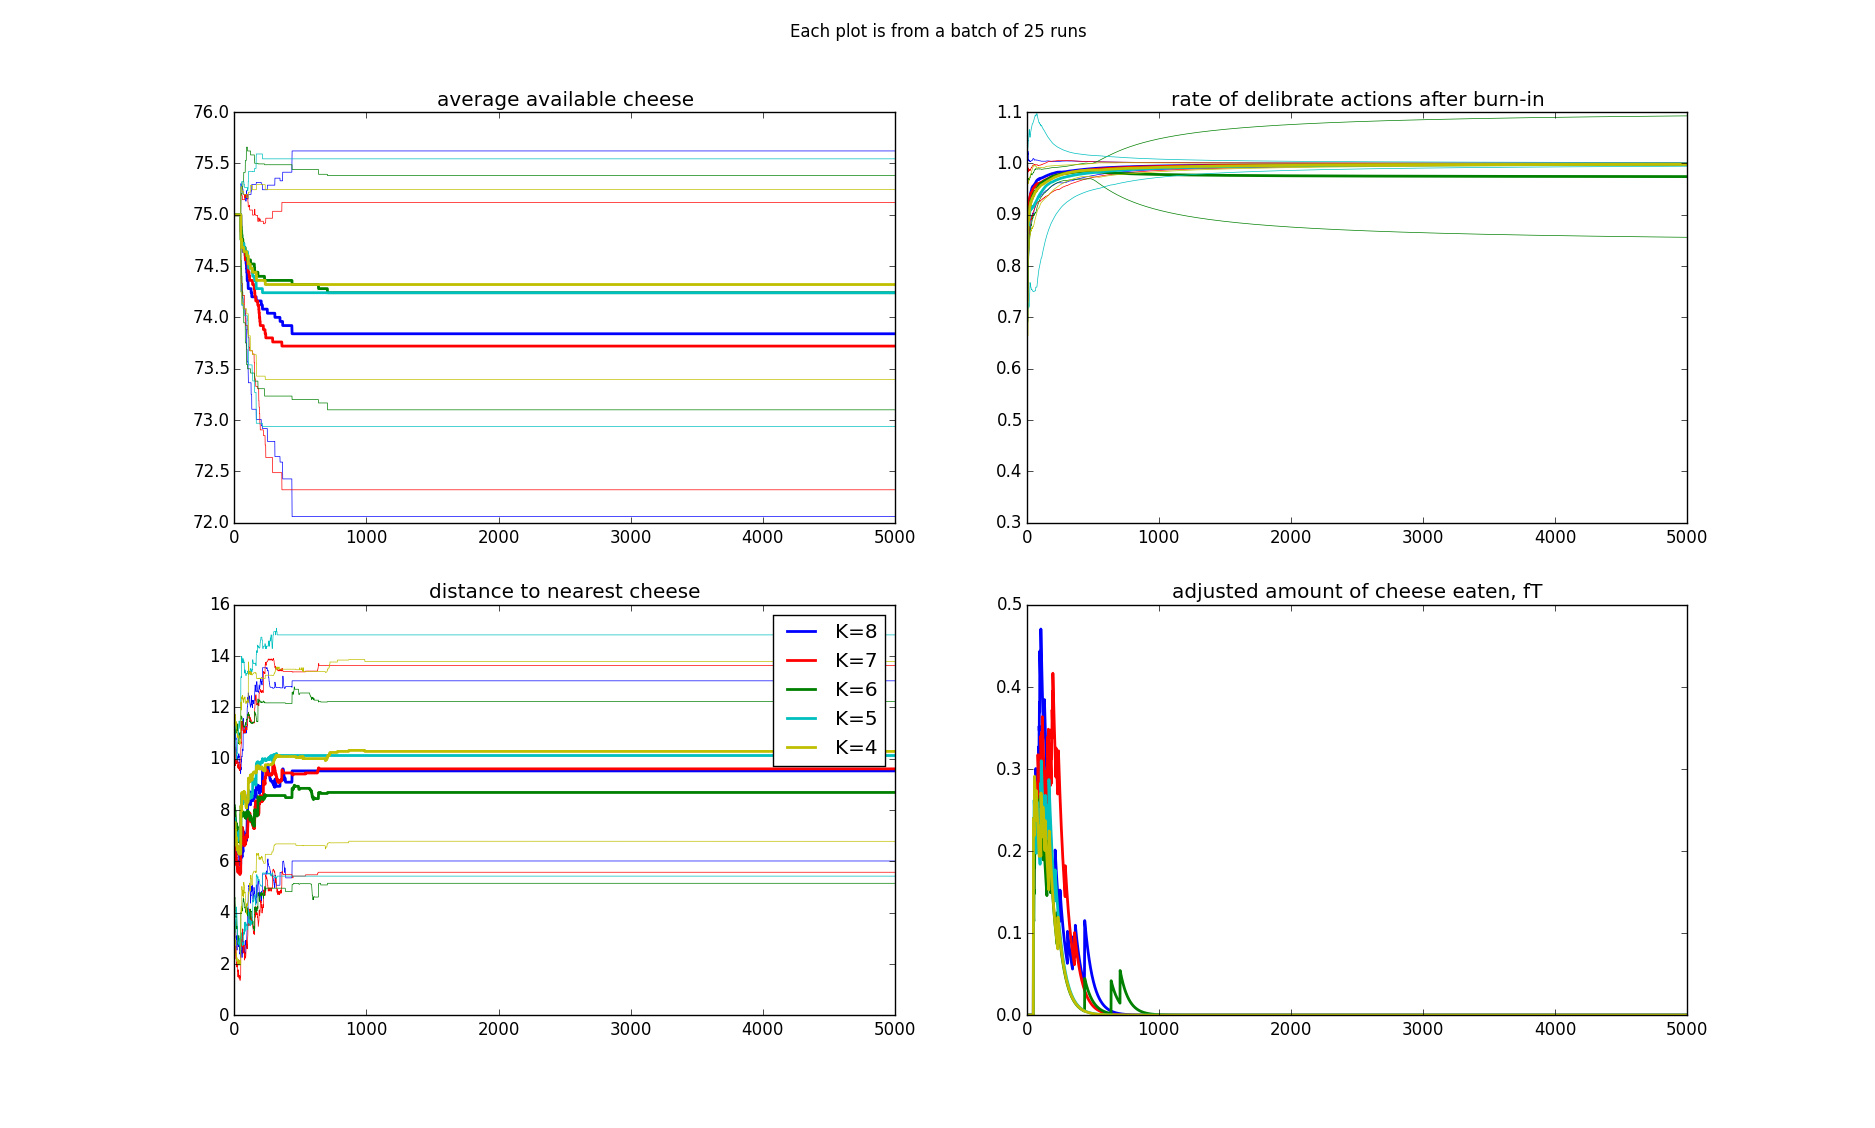 Each plot is from a batch of 25 runs
average available cheese
76.0
75.5
75.0
74.5
74.0
73.5
73.0
72.5
72.0
0 1000 2000 3000 4000 5000
rate of delibrate actions after burn-in
1.1
1.0
0.9
0.8
0.7
0.6
0.5
0.4
0.3
0 1000 2000 3000 4000 5000
distance to nearest cheese
16
14
12
10
8
6
4
2
0
0 1000 2000 3000 4000 5000
K=8
K=7
K=6
K=5
K=4
adjusted amount of cheese eaten, fT
0.5
0.4
0.3
0.2
0.1
0.0
0 1000 2000 3000 4000 5000